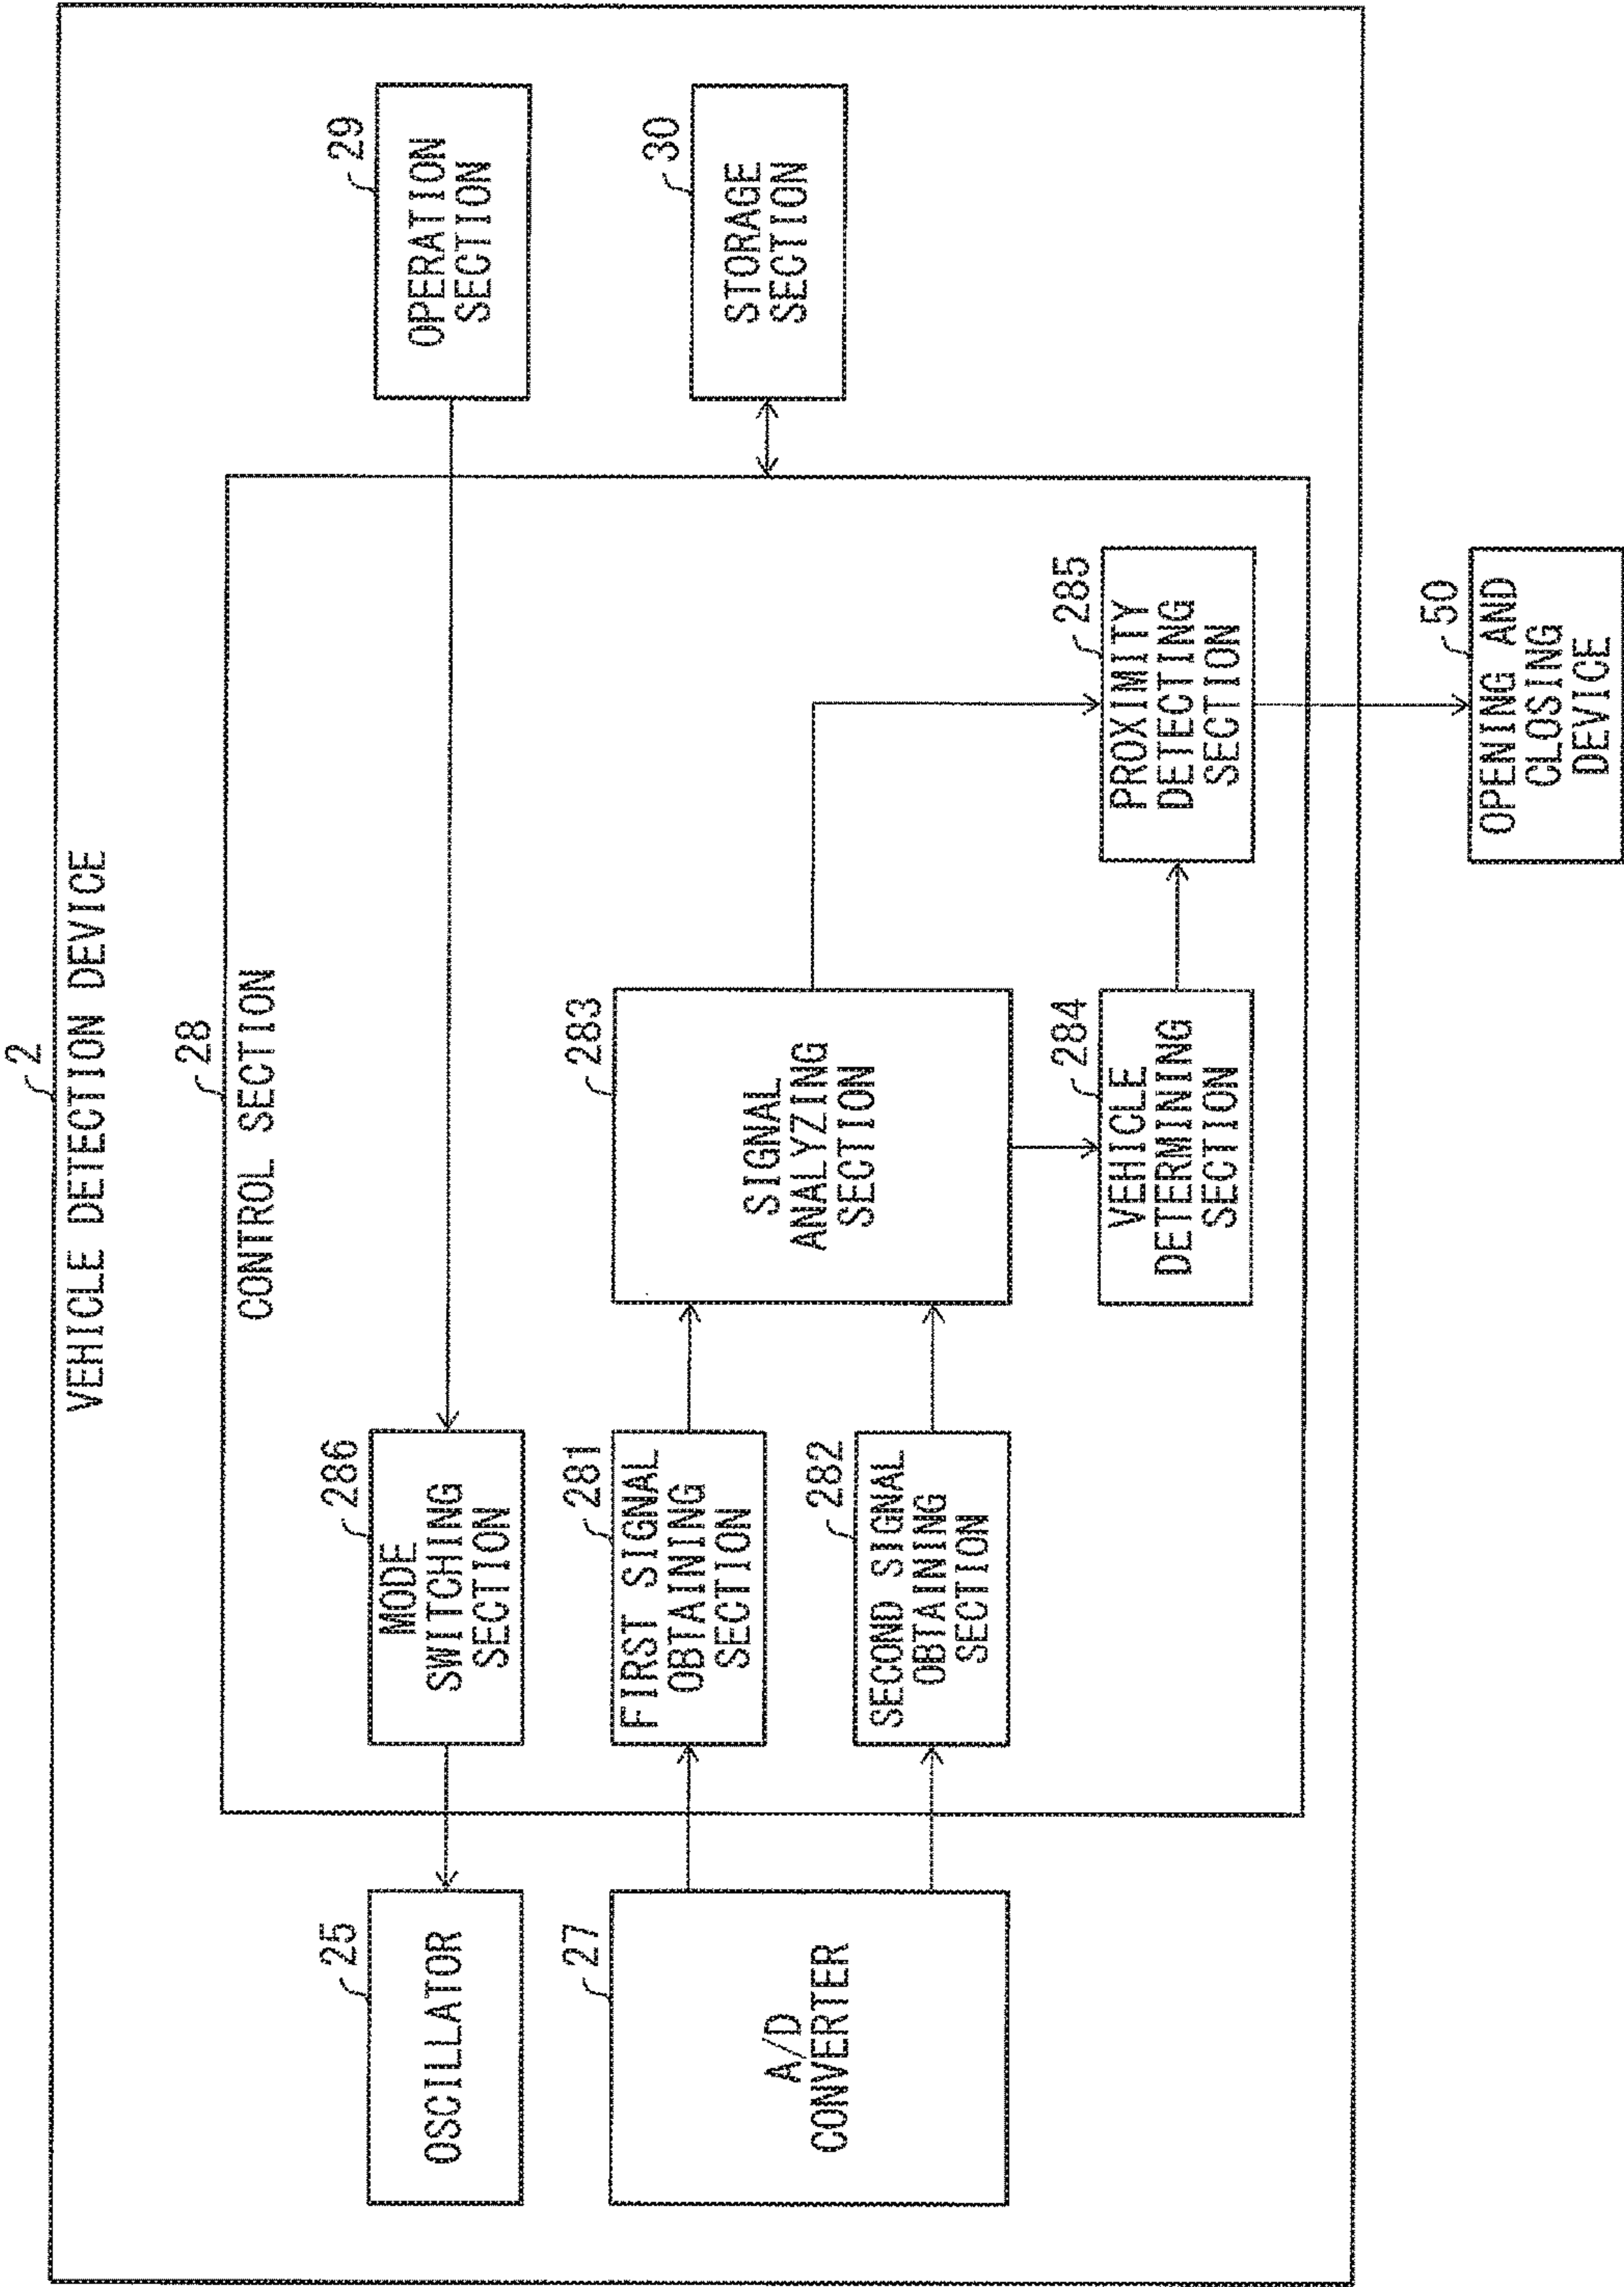 2
VEHICLE DETECTION DEVICE
28
CONTROL SECTION
25
OSCILLATOR
286
MODE
SWITCHING
SECTION
29
OPERATION
SECTION
27
A/D
CONVERTER
281
FIRST SIGNAL
OBTAINING
SECTION
282
SECOND SIGNAL
OBTAINING
SECTION
283
SIGNAL
ANALYZING
SECTION
30
STORAGE
SECTION
284
VEHICLE
DETERMINING
SECTION
285
PROXIMITY
DETECTING
SECTION
50
OPENING AND
CLOSING
DEVICE